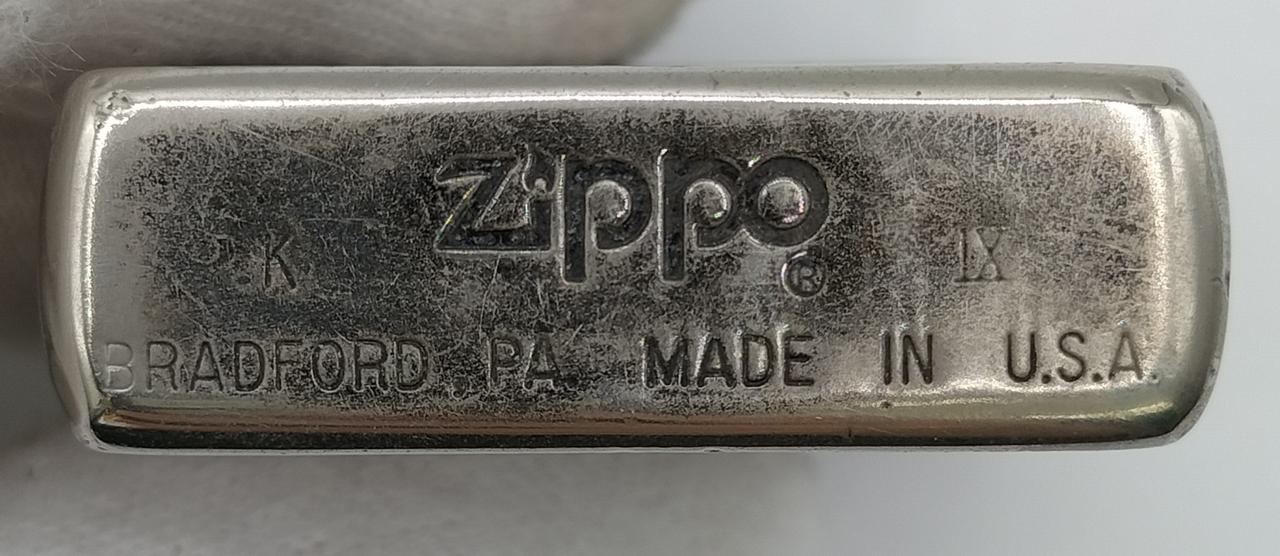 Zippo
K IX
®
BRADFORD, PA. MADE IN U.S.A.